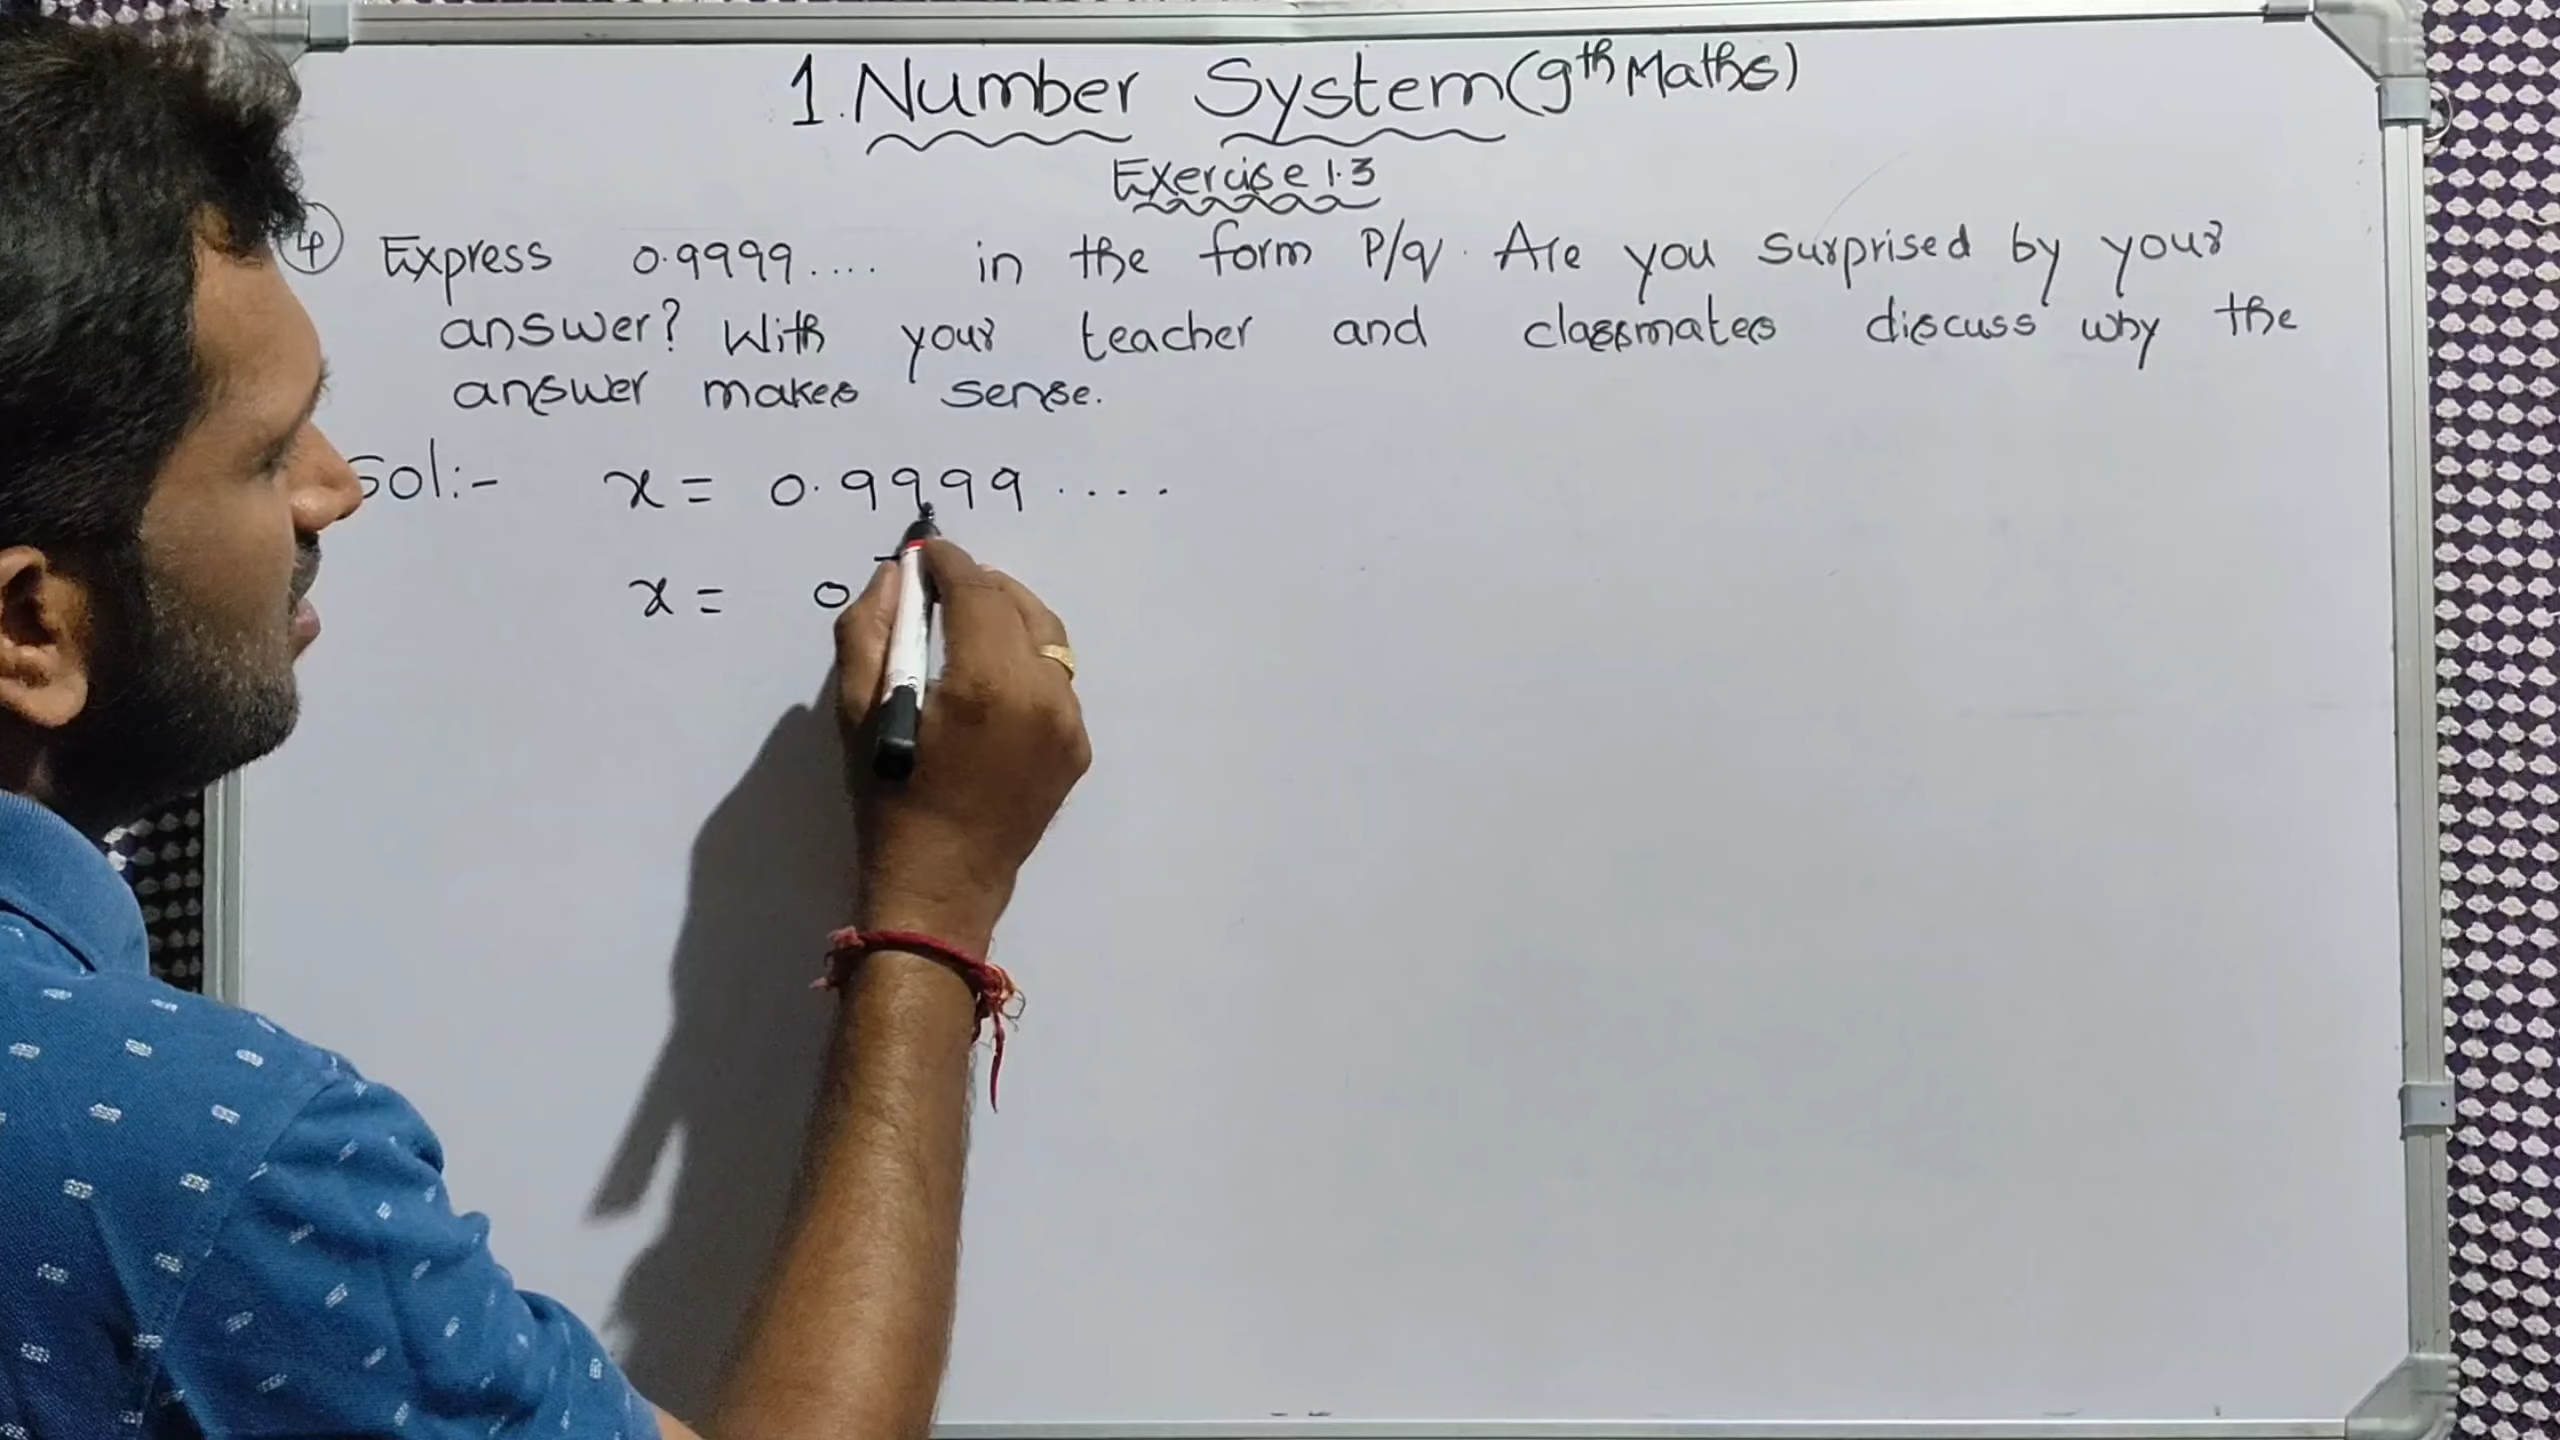 1. Number System (9th Maths)
Exercise 1.3
4 Express 0.9999.... in the form P/q. Are you surprised by your
answer? With your teacher and classmates discuss why the
answer makes sense.
Sol:- x = 0.9999....
x = 0